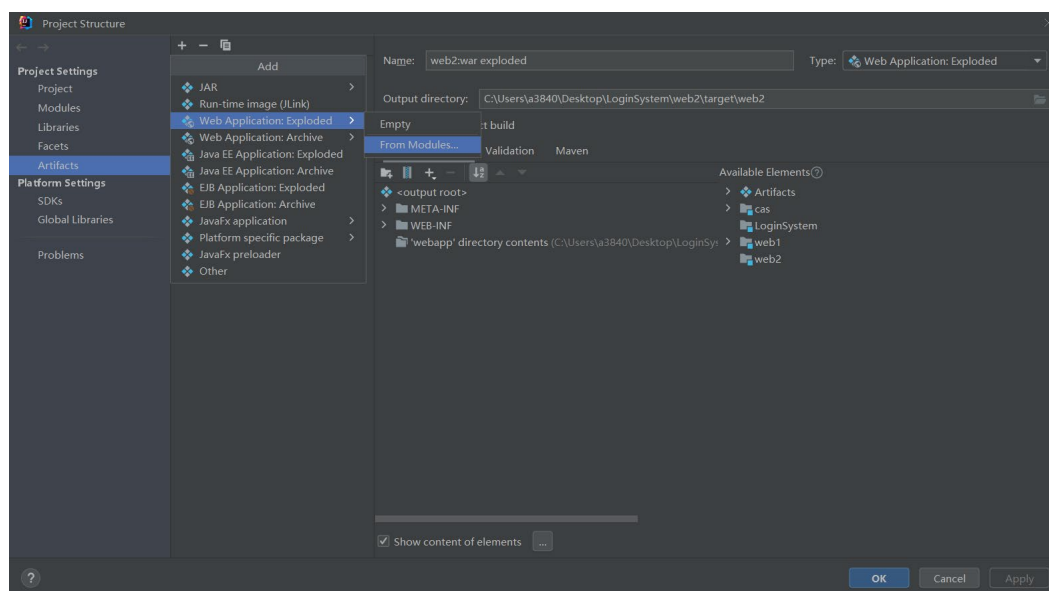 Project Structure
Project Settings
Project
Modules
Libraries
Facets
Artifacts
Platform Settings
SDKs
Global Libraries
Problems
Add
JAR
Run-time image (JLink)
Web Application: Exploded
Web Application: Archive
Java EE Application: Exploded
Java EE Application: Archive
EJB Application: Exploded
EJB Application: Archive
JavaFx application
Platform specific package
JavaFx preloader
Other
Empty
From Modules...
Name: web2:war exploded
Type: Web Application: Exploded
Output directory: C:\Users\a3840\Desktop\LoginSystem\web2\target\web2
ct build
Validation Maven
<output root>
META-INF
WEB-INF
'webapp' directory contents (C:\Users\a3840\Desktop\LoginSys
Available Elements ?
Artifacts
cas
LoginSystem
web1
web2
Show content of elements ...
?
OK Cancel Apply